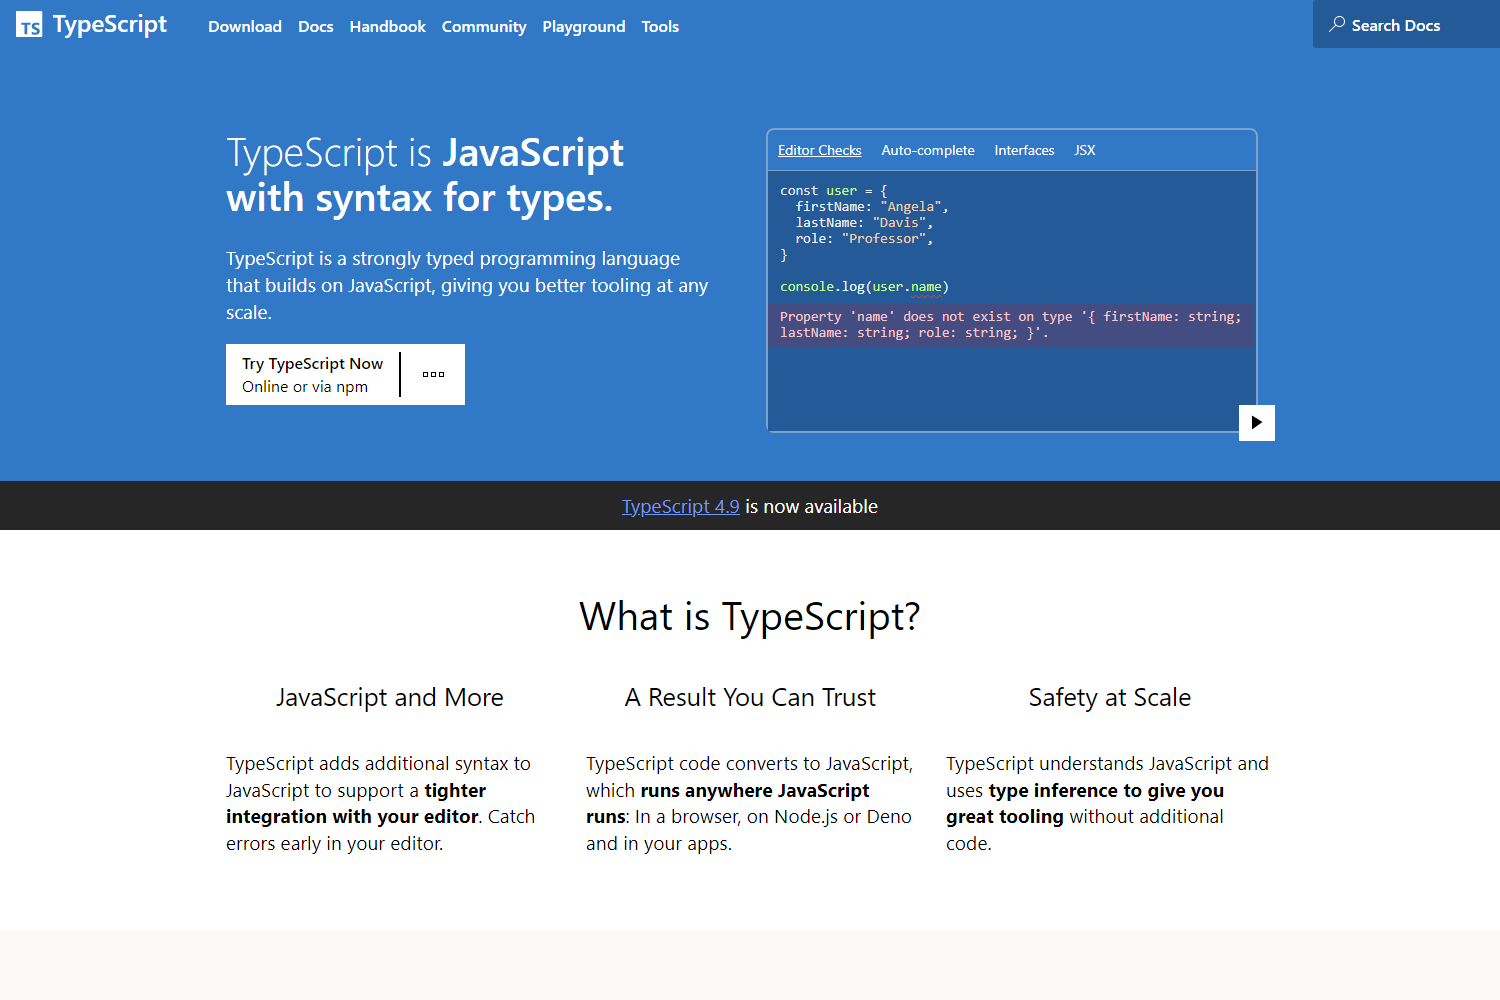 TS TypeScript
Download Docs Handbook Community Playground Tools
Search Docs
TypeScript is JavaScript
with syntax for types.
TypeScript is a strongly typed programming language
that builds on JavaScript, giving you better tooling at any
scale.
Try TypeScript Now
Online or via npm
Editor Checks Auto-complete Interfaces JSX
const user = {
  firstName: "Angela",
  lastName: "Davis",
  role: "Professor",
}
console.log(user.name)
Property 'name' does not exist on type '{ firstName: string;
lastName: string; role: string; }'.
TypeScript 4.9 is now available
What is TypeScript?
JavaScript and More
TypeScript adds additional syntax to
JavaScript to support a tighter
integration with your editor. Catch
errors early in your editor.
A Result You Can Trust
TypeScript code converts to JavaScript,
which runs anywhere JavaScript
runs: In a browser, on Node.js or Deno
and in your apps.
Safety at Scale
TypeScript understands JavaScript and
uses type inference to give you
great tooling without additional
code.